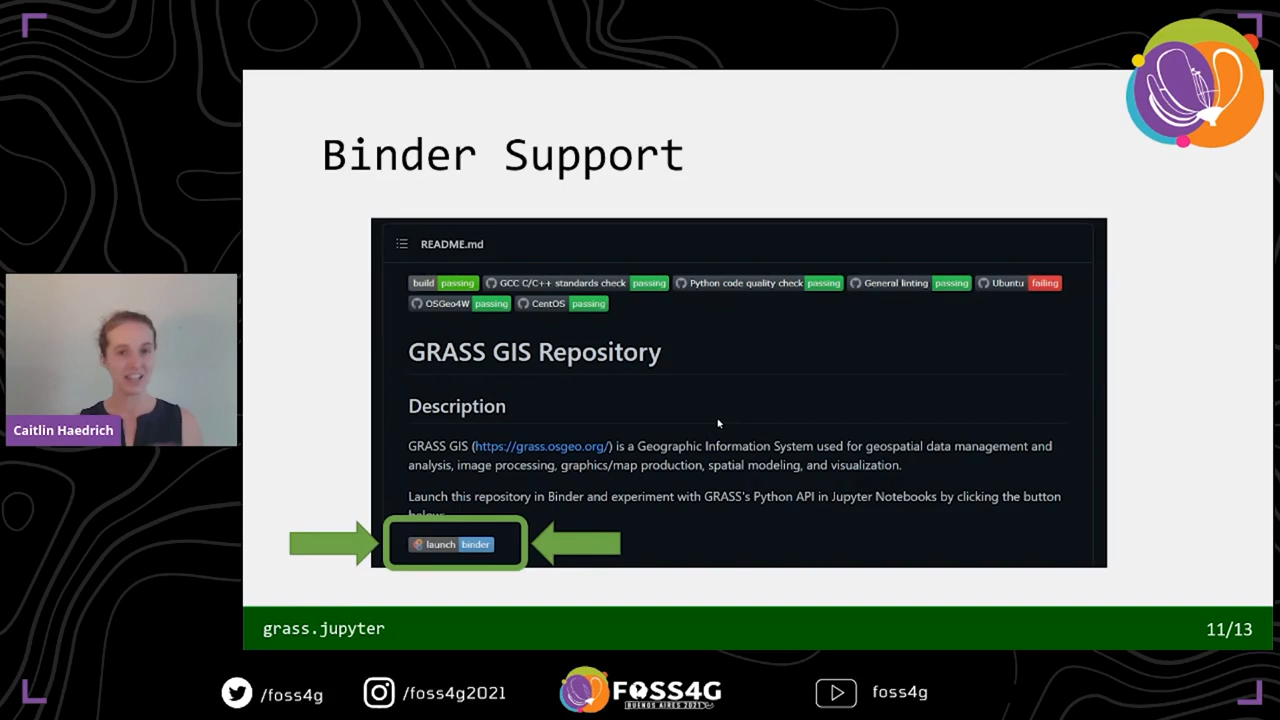 Binder Support
README.md
build passing GCC C/C++ standards check passing Python code quality check passing General linting passing Ubuntu failing
OSGeo4W passing CentOS passing
GRASS GIS Repository
Description
GRASS GIS (https://grass.osgeo.org/) is a Geographic Information System used for geospatial data management and
analysis, image processing, graphics/map production, spatial modeling, and visualization.
Launch this repository in Binder and experiment with GRASS's Python API in Jupyter Notebooks by clicking the button
below.
launch binder
Caitlin Haedrich
grass.jupyter
11/13
/foss4g
/foss4g2021
FOSS4G
BUENOS AIRES 2021
foss4g